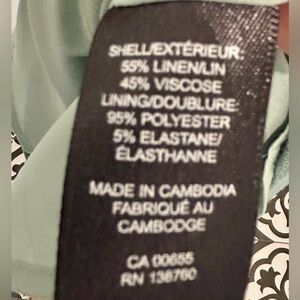 SHELL/EXTÉRIEUR:
55% LINEN/LIN
45% VISCOSE
LINING/DOUBLURE:
95% POLYESTER
5% ELASTANE/
ÉLASTHANNE
MADE IN CAMBODIA
FABRIQUÉ AU
CAMBODGE
CA 00655
RN 138760